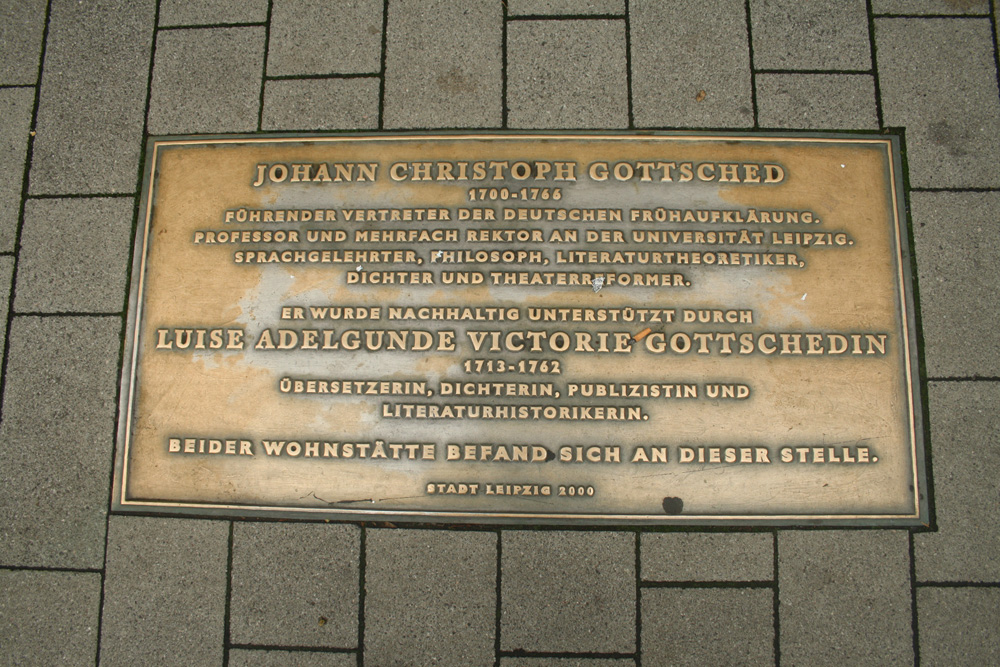 JOHANN CHRISTOPH GOTTSCHED
1700-1766
FÜHRENDER VERTRETER DER DEUTSCHEN FRÜHAUFKLÄRUNG.
PROFESSOR UND MEHRFACH REKTOR AN DER UNIVERSITÄT LEIPZIG.
SPRACHGELEHRTER, PHILOSOPH, LITERATURTHEORETIKER,
DICHTER UND THEATERREFORMER.
ER WURDE NACHHALTIG UNTERSTÜTZT DURCH
LUISE ADELGUNDE VICTORIE GOTTSCHEDIN
1713-1762
ÜBERSETZERIN, DICHTERIN, PUBLIZISTIN UND
LITERATURHISTORIKERIN.
BEIDER WOHNSTÄTTE BEFAND SICH AN DIESER STELLE.
STADT LEIPZIG 2000